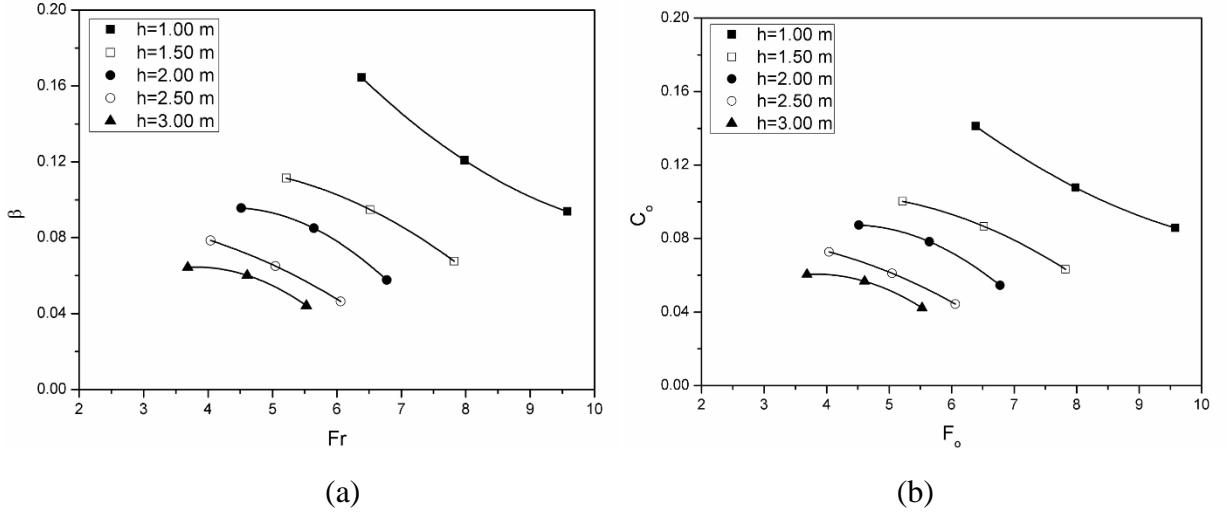 0.20
0.16
0.12
0.08
0.04
0.00
β
h=1.00 m
h=1.50 m
h=2.00 m
h=2.50 m
h=3.00 m
2 3 4 5 6 7 8 9 10
Fr
(a)
0.20
0.16
0.12
0.08
0.04
0.00
Co
h=1.00 m
h=1.50 m
h=2.00 m
h=2.50 m
h=3.00 m
2 3 4 5 6 7 8 9 10
Fo
(b)